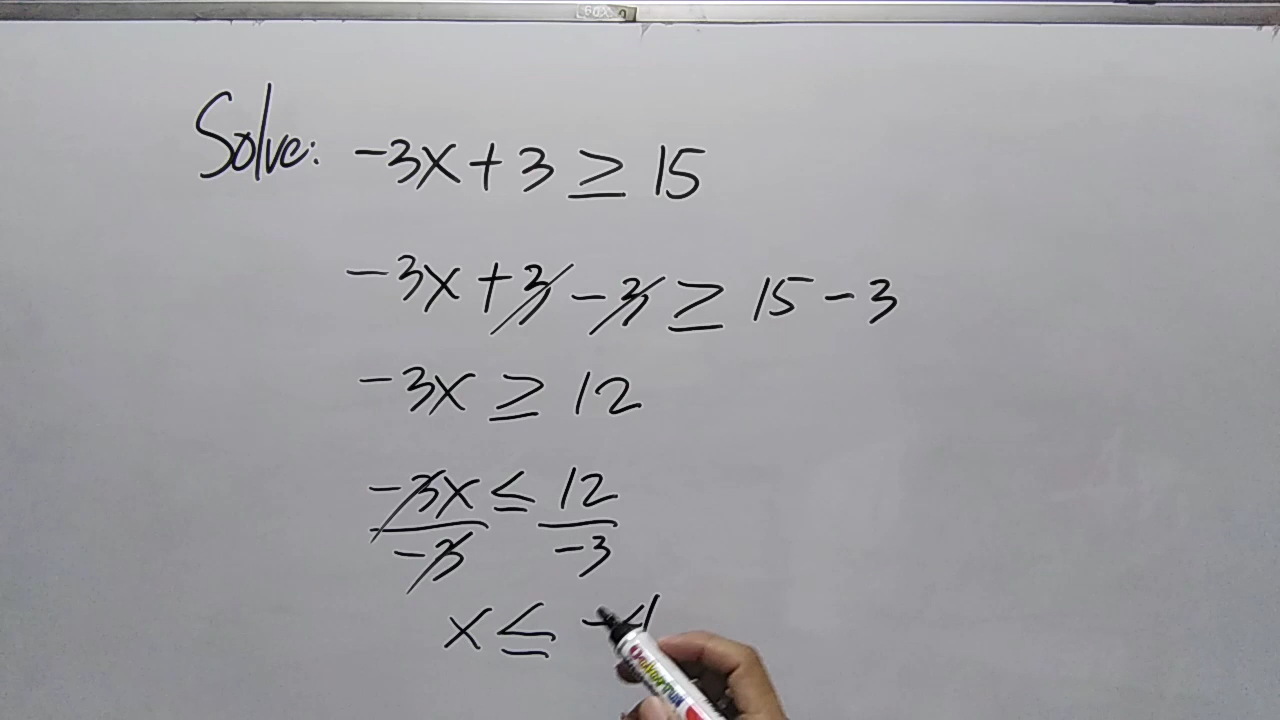 Solve: -3x + 3 ≥ 15
-3x + 3 - 3 ≥ 15 - 3
-3x ≥ 12
-3x ≤ 12
-3 -3
x ≤ -4